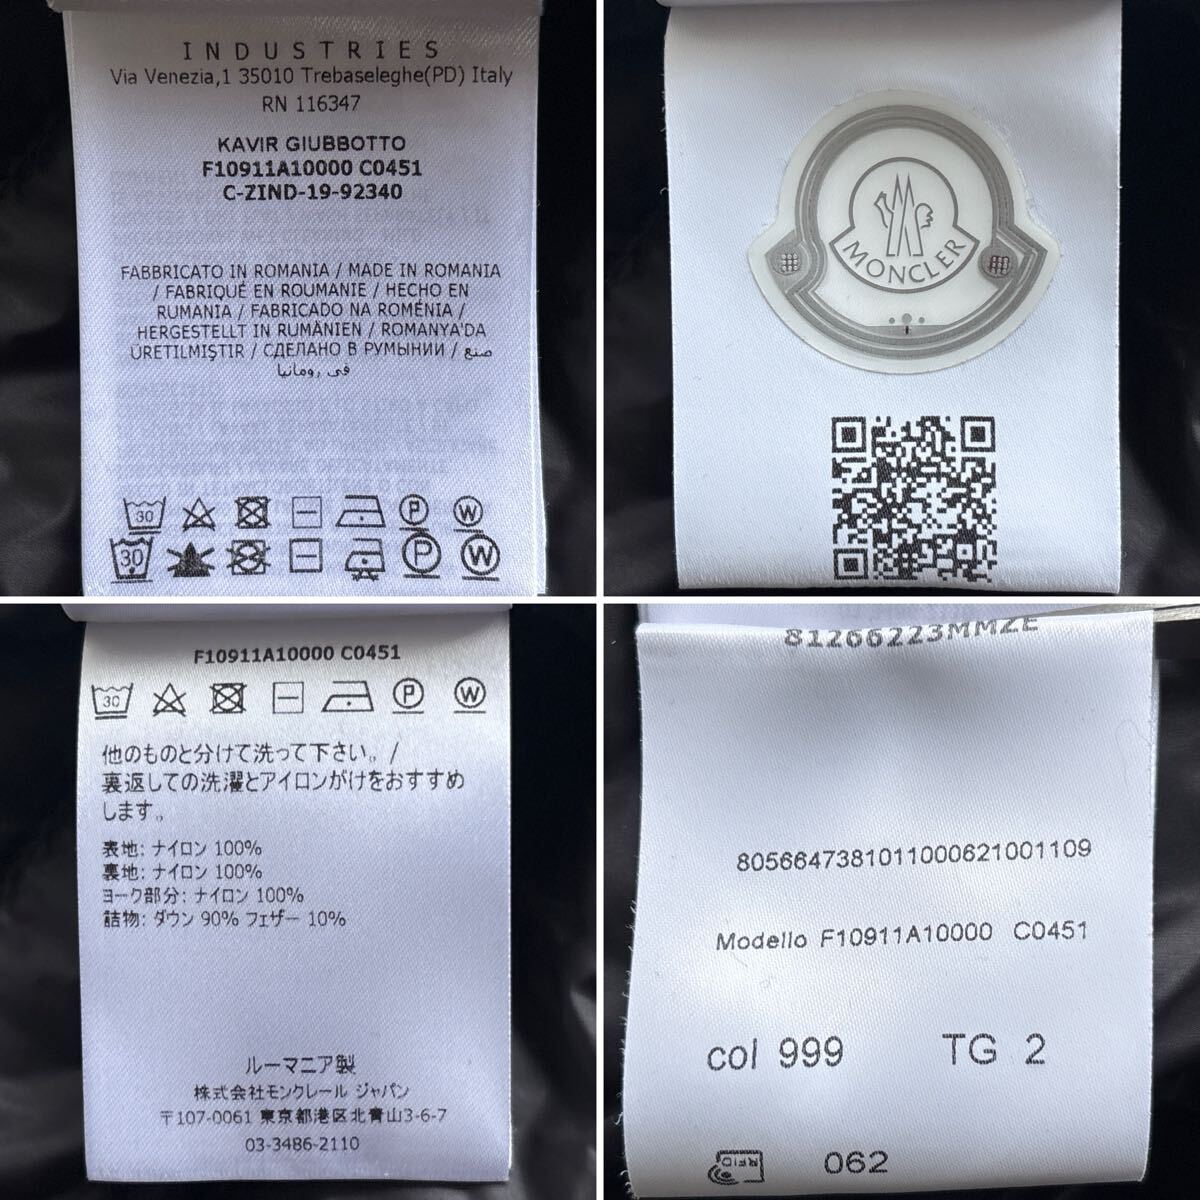 INDUSTRIES
Via Venezia,1 35010 Trebaseleghe(PD) Italy
RN 116347
KAVIR GIUBBOTTO
F10911A10000 C0451
C-ZIND-19-92340
FABBRICATO IN ROMANIA / MADE IN ROMANIA
/ FABRIQUÉ EN ROUMANIE / HECHO EN
RUMANIA / FABRICADO NA ROMÉNIA /
HERGESTELLT IN RUMÄNIEN / ROMANYA'DA
ÜRETILMIŞTIR / СДЕЛАНО В РУМЫНИИ / صنع
في رومانيا
30 P W
30 P W
MONCLER
F10911A10000 C0451
30 P W
他のものと分けて洗って下さい。/
裏返しての洗濯とアイロンがけをおすすめ
します。
表地: ナイロン 100%
裏地: ナイロン 100%
ヨーク部分: ナイロン 100%
詰物: ダウン 90% フェザー 10%
ルーマニア製
株式会社モンクレール ジャパン
〒107-0061 東京都港区北青山3-6-7
03-3486-2110
81266223MMZE
8056647381011000621001109
Modello F10911A10000 C0451
col 999 TG 2
RFID 062